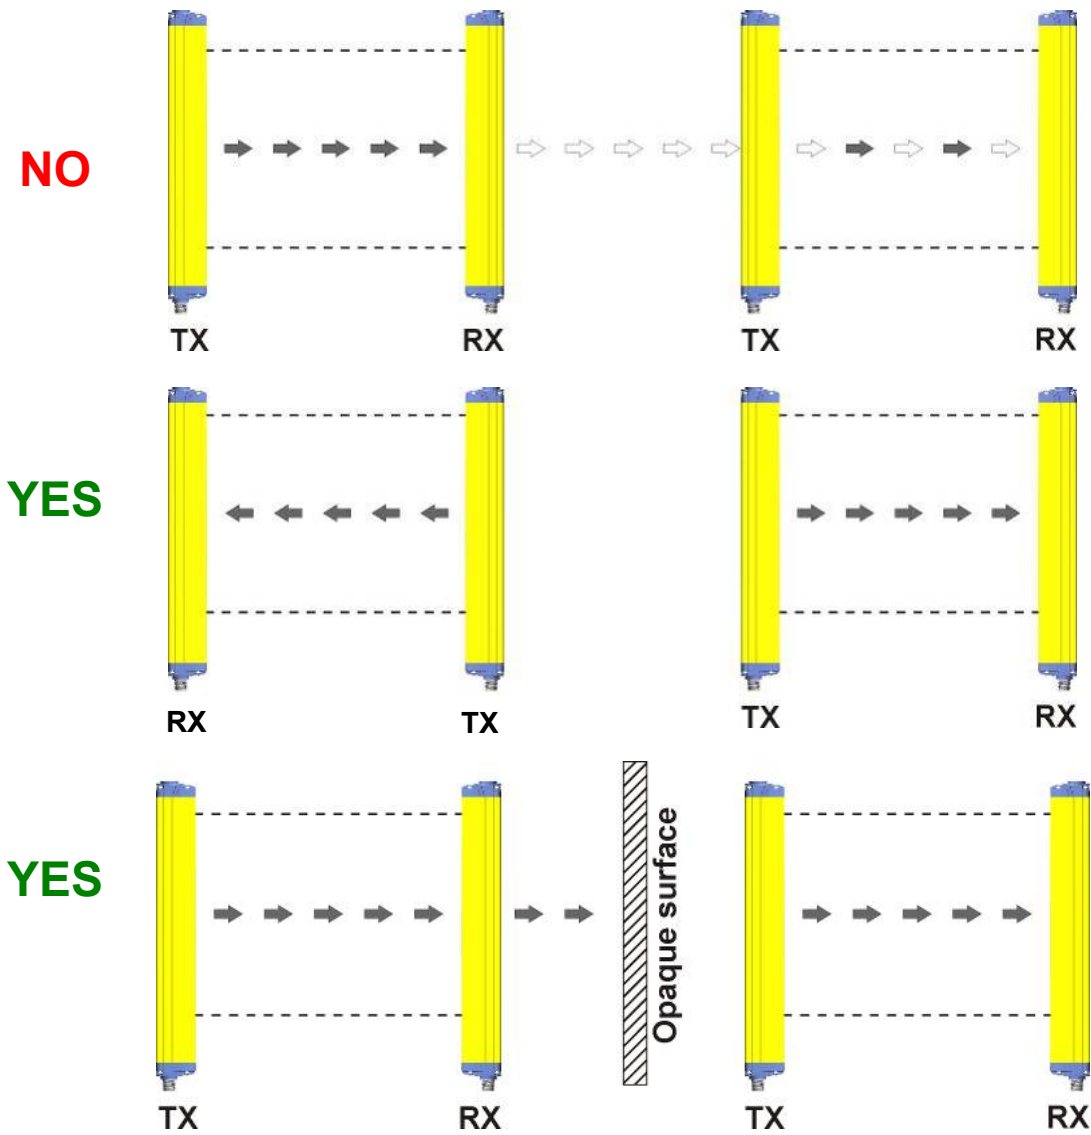 NO
TX RX TX RX
YES
RX TX TX RX
Opaque surface
YES
TX RX TX RX